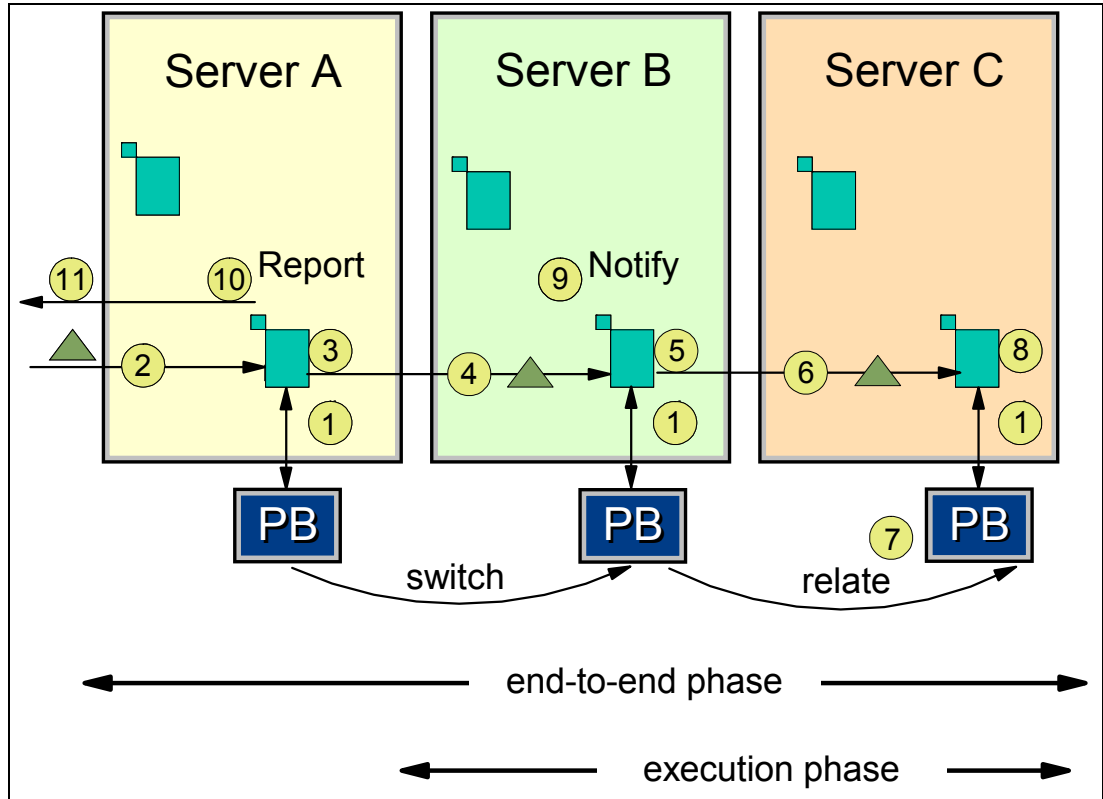 Server A
Server B
Server C
11
10
Report
9
Notify
2
3
4
5
6
8
1
1
1
PB
PB
7
PB
switch
relate
end-to-end phase
execution phase